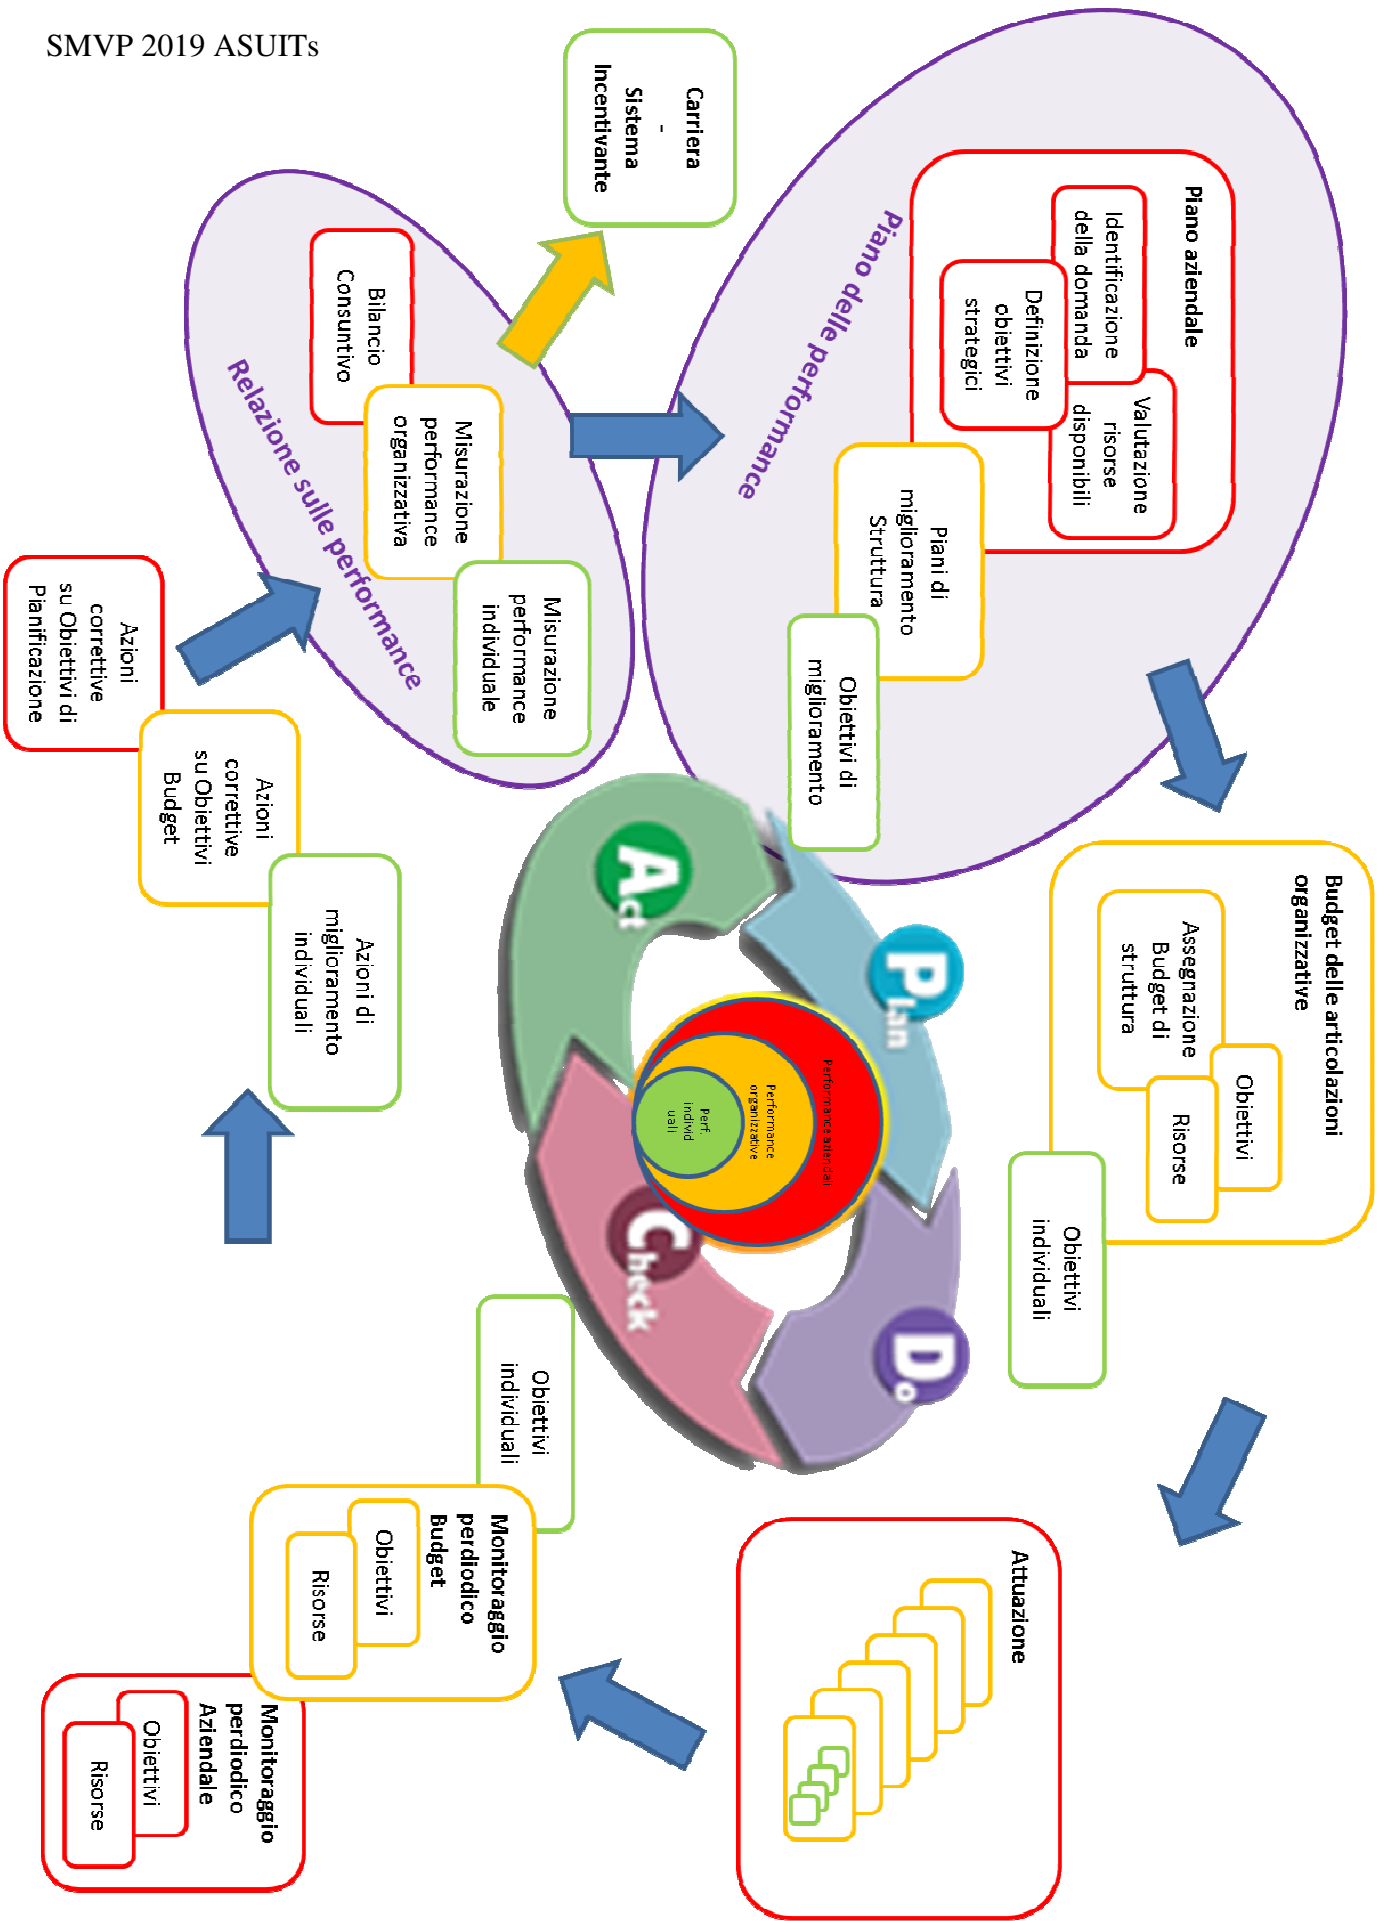 SMVP 2019 ASUITs
Piano aziendale
Identificazione
della domanda
Valutazione
risorse
disponibili
Definizione
obiettivi
strategici
Piani di
miglioramento
Struttura
Obiettivi di
miglioramento
Piano delle performance
Budget delle articolazioni
organizzative
Assegnazione
Budget di
struttura
Obiettivi
Risorse
Obiettivi
individuali
Attuazione
Monitoraggio
perdiodico
Aziendale
Obiettivi
Risorse
Monitoraggio
perdiodico
Budget
Obiettivi
Risorse
Obiettivi
individuali
Azioni di
miglioramento
individuali
Azioni
correttive
su Obiettivi
Budget
Azioni
correttive
su Obiettivi di
Pianificazione
Relazione sulle performance
Bilancio
Consuntivo
Misurazione
performance
organizzativa
Misurazione
performance
individuale
Carriera
-
Sistema
Incentivante
Plan
Do
Check
Act
Performance aziendali
Performance
organizzative
Perf.
individ
uali